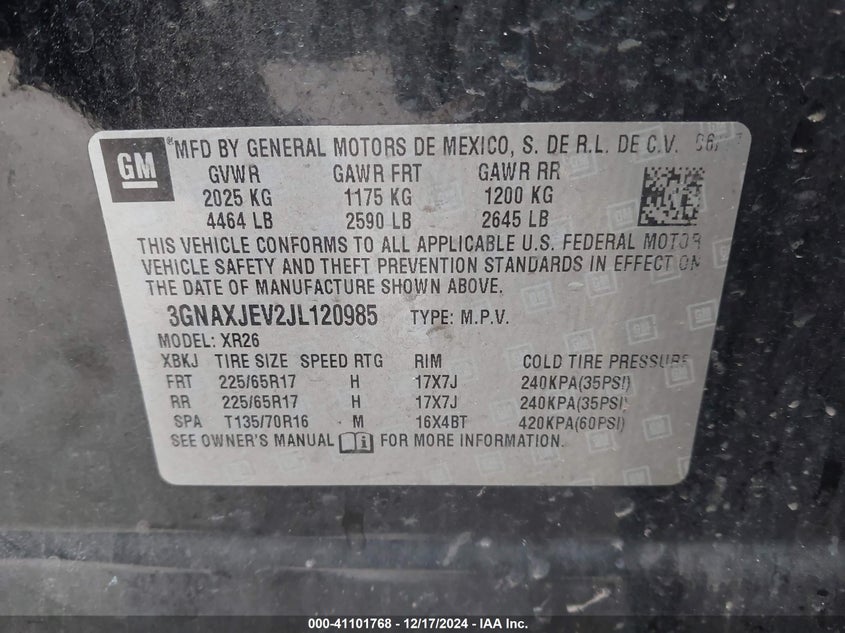 GM
® MFD BY GENERAL MOTORS DE MEXICO, S. DE R.L. DE C.V.
GVWR GAWR FRT GAWR RR
2025 KG 1175 KG 1200 KG
4464 LB 2590 LB 2645 LB
THIS VEHICLE CONFORMS TO ALL APPLICABLE U.S. FEDERAL MOTOR
VEHICLE SAFETY AND THEFT PREVENTION STANDARDS IN EFFECT ON
THE DATE OF MANUFACTURE SHOWN ABOVE.
3GNAXJEV2JL120985 TYPE: M.P.V.
MODEL: XR26
XBKJ TIRE SIZE SPEED RTG RIM COLD TIRE PRESSURE
FRT 225/65R17 H 17X7J 240KPA(35PSI)
RR 225/65R17 H 17X7J 240KPA(35PSI)
SPA T135/70R16 M 16X4BT 420KPA(60PSI)
SEE OWNER'S MANUAL FOR MORE INFORMATION.
000-41101768 - 12/17/2024 - IAA Inc.